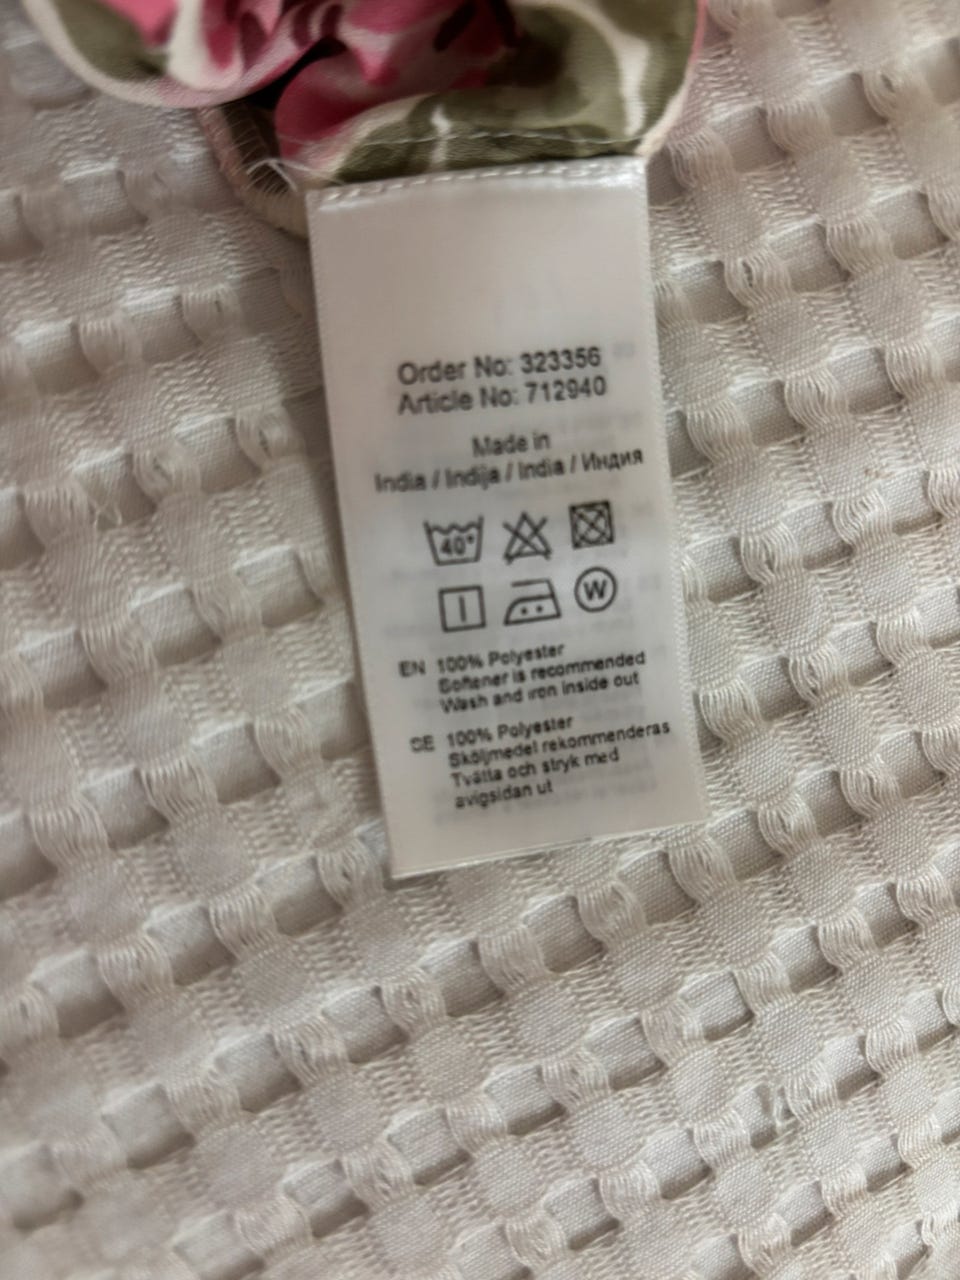 Order No: 323356
Article No: 712940
Made in
India / Indija / India / Индия
40°
W
EN 100% Polyester
Softener is recommended
Wash and iron inside out
CE 100% Polyester
Sköljmedel rekommenderas
Tvätta och stryk med
avigsidan ut